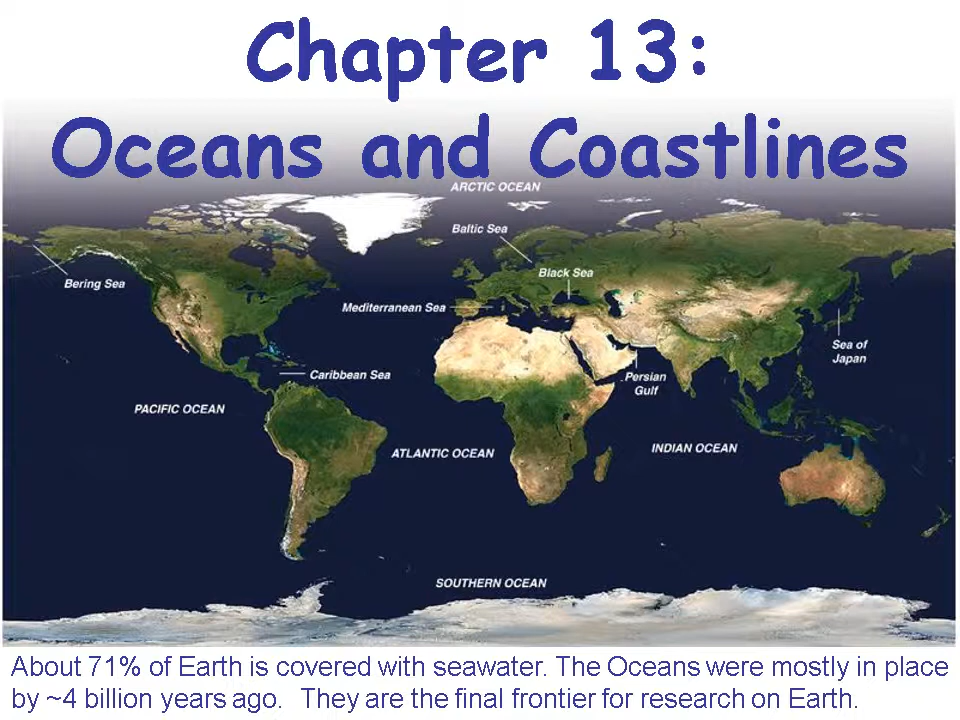 Chapter 13:
Oceans and Coastlines
ARCTIC OCEAN
Baltic Sea
Black Sea
Bering Sea
Mediterranean Sea
Sea of
Japan
Caribbean Sea
Persian
Gulf
PACIFIC OCEAN
ATLANTIC OCEAN
INDIAN OCEAN
SOUTHERN OCEAN
About 71% of Earth is covered with seawater. The Oceans were mostly in place
by ~4 billion years ago.  They are the final frontier for research on Earth.